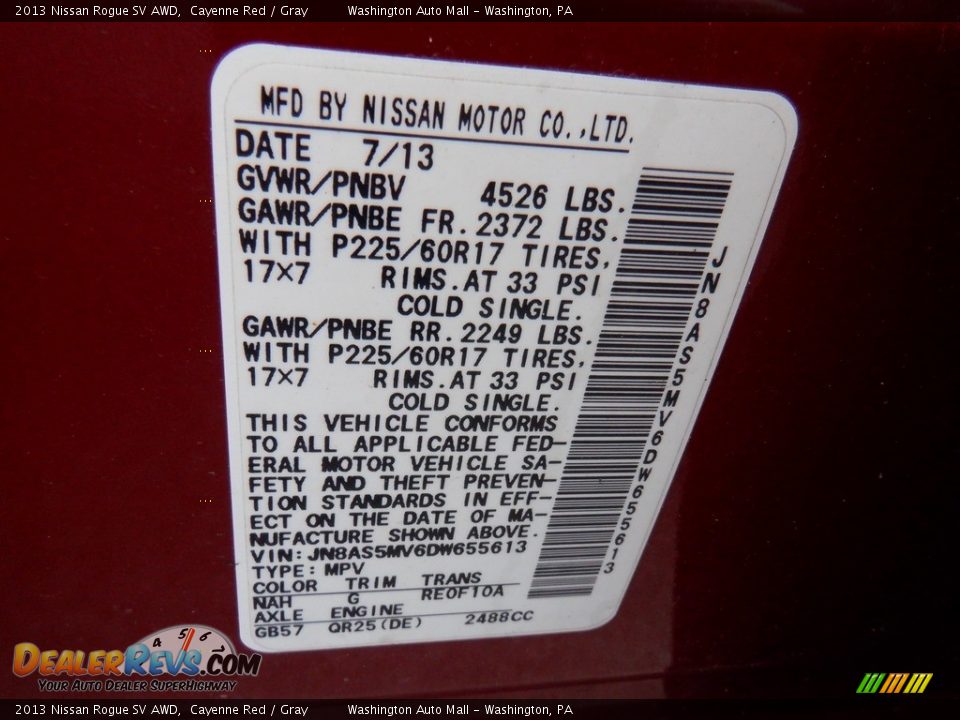 2013 Nissan Rogue SV AWD, Cayenne Red / Gray Washington Auto Mall - Washington, PA
MFD BY NISSAN MOTOR CO.,LTD.
DATE 7/13
GVWR/PNBV 4526 LBS.
GAWR/PNBE FR. 2372 LBS.
WITH P225/60R17 TIRES,
17×7 RIMS. AT 33 PSI
COLD SINGLE.
GAWR/PNBE RR. 2249 LBS.
WITH P225/60R17 TIRES,
17×7 RIMS. AT 33 PSI
COLD SINGLE.
THIS VEHICLE CONFORMS
TO ALL APPLICABLE FED-
ERAL MOTOR VEHICLE SA-
FETY AND THEFT PREVEN-
TION STANDARDS IN EFF-
ECT ON THE DATE OF MA-
NUFACTURE SHOWN ABOVE.
VIN: JN8AS5MV6DW655613
TYPE: MPV
COLOR TRIM TRANS
NAH G RE0F10A
AXLE ENGINE
GB57 QR25(DE) 2488CC
JN8AS5MV6DW655613
4 5 6
DEALERREVS.COM
YOUR AUTO DEALER SUPERHIGHWAY
2013 Nissan Rogue SV AWD, Cayenne Red / Gray Washington Auto Mall - Washington, PA